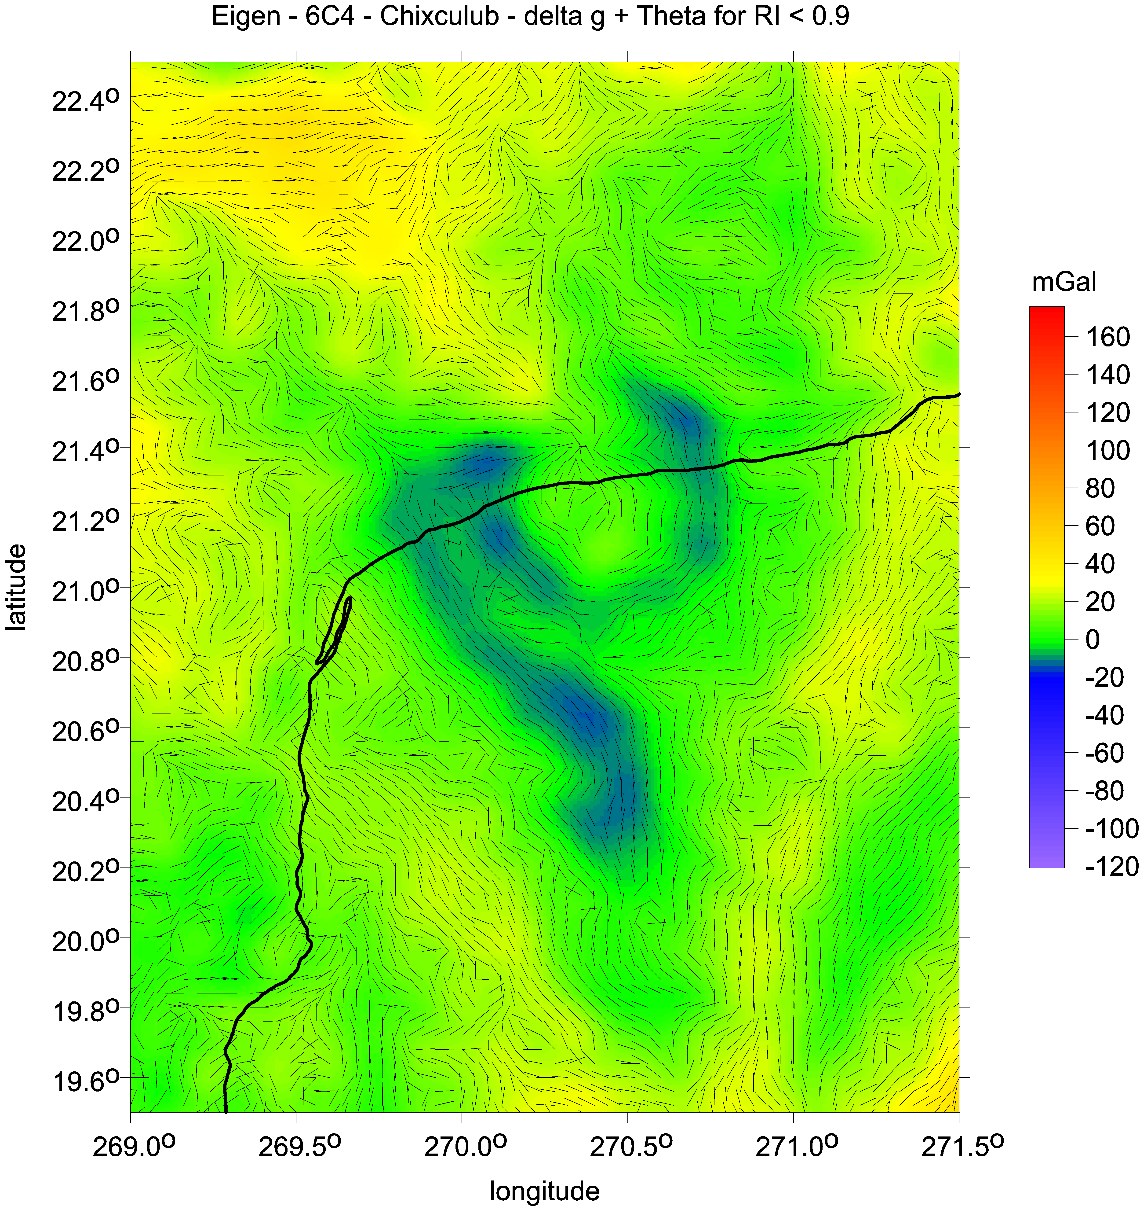 Eigen - 6C4 - Chixculub - delta g + Theta for RI < 0.9
22.4º
22.2º
22.0º
21.8º
21.6º
21.4º
21.2º
21.0º
20.8º
20.6º
20.4º
20.2º
20.0º
19.8º
19.6º
latitude
269.0º 269.5º 270.0º 270.5º 271.0º 271.5º
longitude
mGal
160
140
120
100
80
60
40
20
0
-20
-40
-60
-80
-100
-120